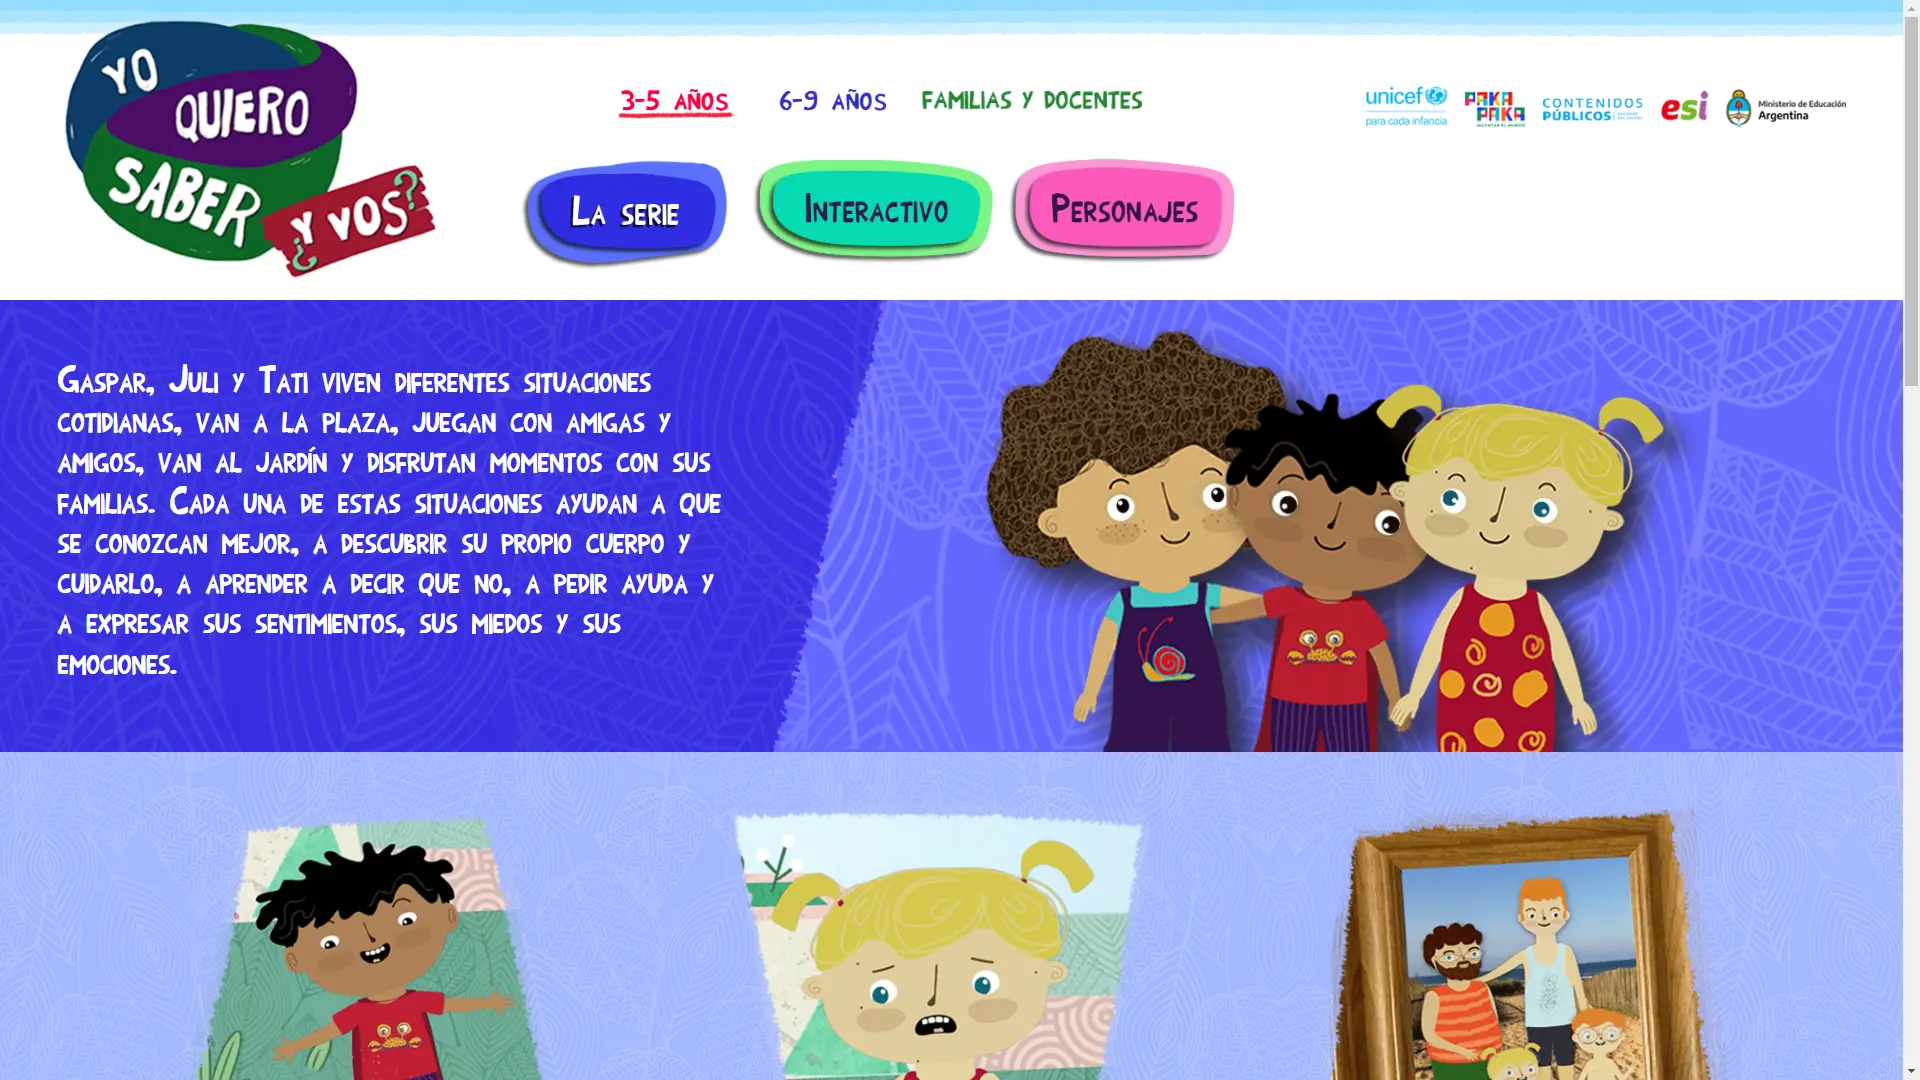 YO
QUIERO
SABER
¿Y VOS?
3-5 AÑOS
6-9 AÑOS
FAMILIAS Y DOCENTES
unicef
para cada infancia
PAKA
PAKA
CONTENIDOS
PÚBLICOS
esi
Ministerio de Educación
Argentina
La serie
Interactivo
Personajes
Gaspar, Juli y Tati viven diferentes situaciones
cotidianas, van a la plaza, juegan con amigas y
amigos, van al jardín y disfrutan momentos con sus
familias. Cada una de estas situaciones ayudan a que
se conozcan mejor, a descubrir su propio cuerpo y
cuidarlo, a aprender a decir que no, a pedir ayuda y
a expresar sus sentimientos, sus miedos y sus
emociones.